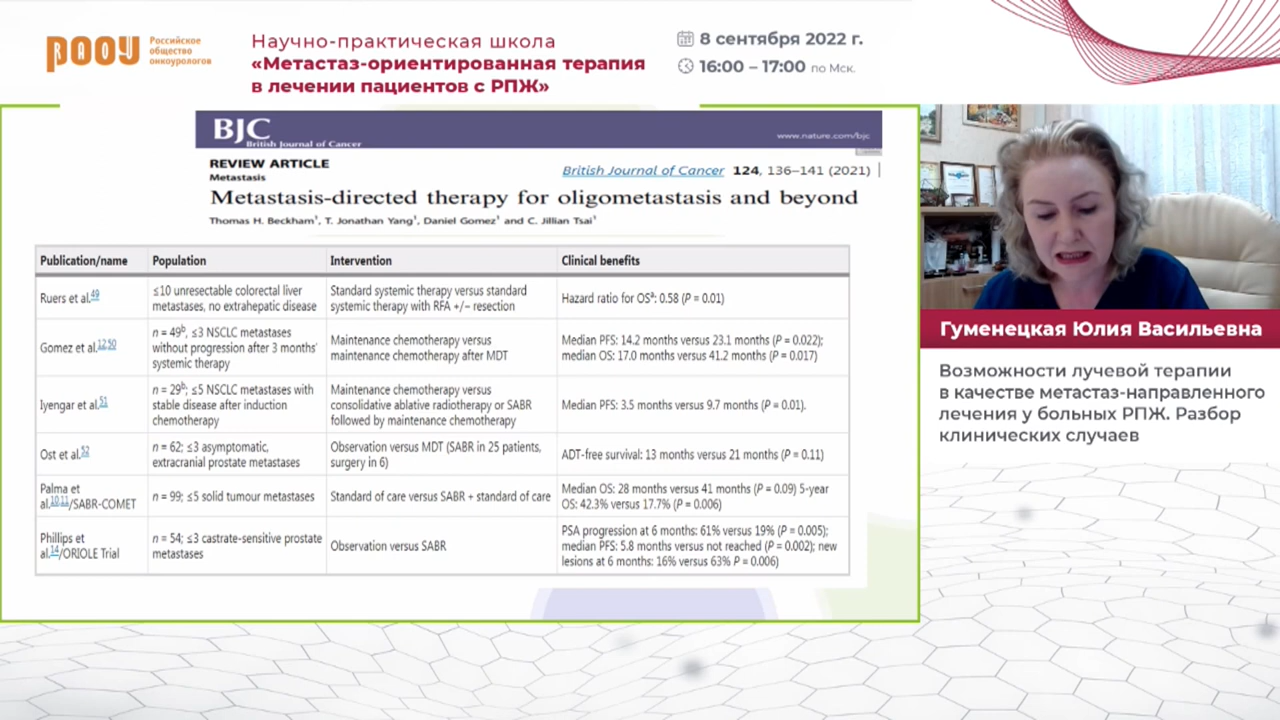 РАОУ
Российское
общество
онкоурологов
Научно-практическая школа
«Метастаз-ориентированная терапия
в лечении пациентов с РПЖ»
8 сентября 2022 г.
16:00 – 17:00 по Мск.
BJC
British Journal of Cancer
www.nature.com/bjc
REVIEW ARTICLE
Metastasis
British Journal of Cancer 124, 136–141 (2021)
Metastasis-directed therapy for oligometastasis and beyond
Thomas H. Beckham¹, T. Jonathan Yang¹, Daniel Gomez¹ and C. Jillian Tsai¹
Publication/name Population Intervention Clinical benefits
Ruers et al.49
≤10 unresectable colorectal liver
metastases, no extrahepatic disease
Standard systemic therapy versus standard
systemic therapy with RFA +/− resection
Hazard ratio for OSᵃ: 0.58 (P = 0.01)
Gomez et al.12,50
n = 49ᵇ, ≤3 NSCLC metastases
without progression after 3 months'
systemic therapy
Maintenance chemotherapy versus
maintenance chemotherapy after MDT
Median PFS: 14.2 months versus 23.1 months (P = 0.022);
median OS: 17.0 months versus 41.2 months (P = 0.017)
Iyengar et al.51
n = 29ᵇ; ≤5 NSCLC metastases with
stable disease after induction
chemotherapy
Maintenance chemotherapy versus
consolidative ablative radiotherapy or SABR
followed by maintenance chemotherapy
Median PFS: 3.5 months versus 9.7 months (P = 0.01).
Ost et al.52
n = 62; ≤3 asymptomatic,
extracranial prostate metastases
Observation versus MDT (SABR in 25 patients,
surgery in 6)
ADT-free survival: 13 months versus 21 months (P = 0.11)
Palma et
al.10,11/SABR-COMET
n = 99; ≤5 solid tumour metastases
Standard of care versus SABR + standard of care
Median OS: 28 months versus 41 months (P = 0.09) 5-year
OS: 42.3% versus 17.7% (P = 0.006)
Phillips et
al.14/ORIOLE Trial
n = 54; ≤3 castrate-sensitive prostate
metastases
Observation versus SABR
PSA progression at 6 months: 61% versus 19% (P = 0.005);
median PFS: 5.8 months versus not reached (P = 0.002); new
lesions at 6 months: 16% versus 63% P = 0.006)
Гуменецкая Юлия Васильевна
Возможности лучевой терапии
в качестве метастаз-направленного
лечения у больных РПЖ. Разбор
клинических случаев